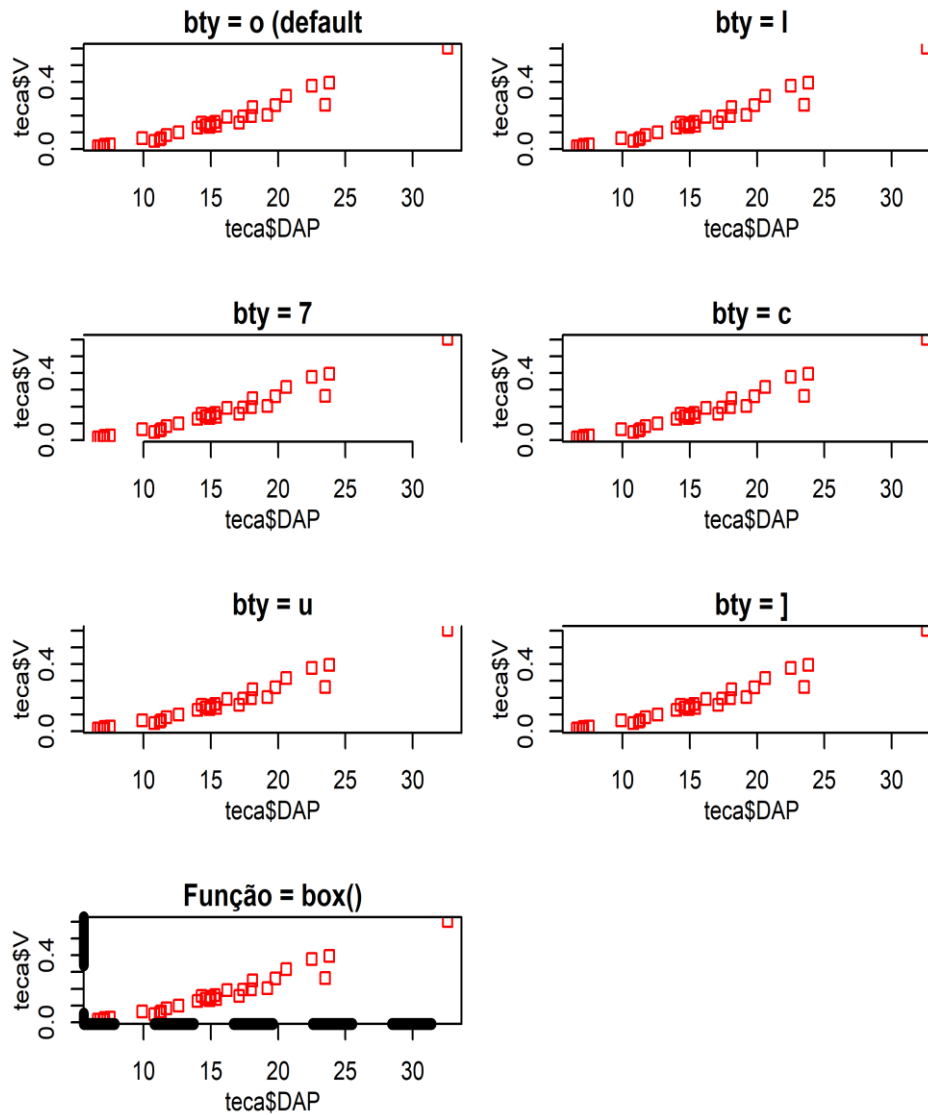 bty = o (default
teca$V
0.4
0.0
10 15 20 25 30
teca$DAP
bty = l
teca$V
0.4
0.0
10 15 20 25 30
teca$DAP
bty = 7
teca$V
0.4
0.0
10 15 20 25 30
teca$DAP
bty = c
teca$V
0.4
0.0
10 15 20 25 30
teca$DAP
bty = u
teca$V
0.4
0.0
10 15 20 25 30
teca$DAP
bty = ]
teca$V
0.4
0.0
10 15 20 25 30
teca$DAP
Função = box()
teca$V
0.4
0.0
10 15 20 25 30
teca$DAP